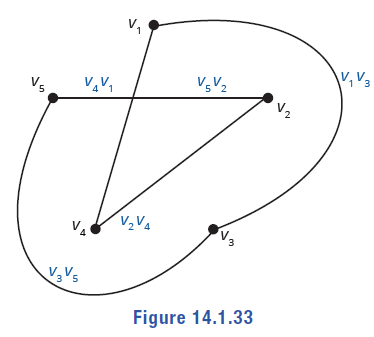 V₁
V₅ V₄V₁ V₅V₂ V₁V₃
V₂
V₄ V₂V₄
V₃
V₃V₅
Figure 14.1.33